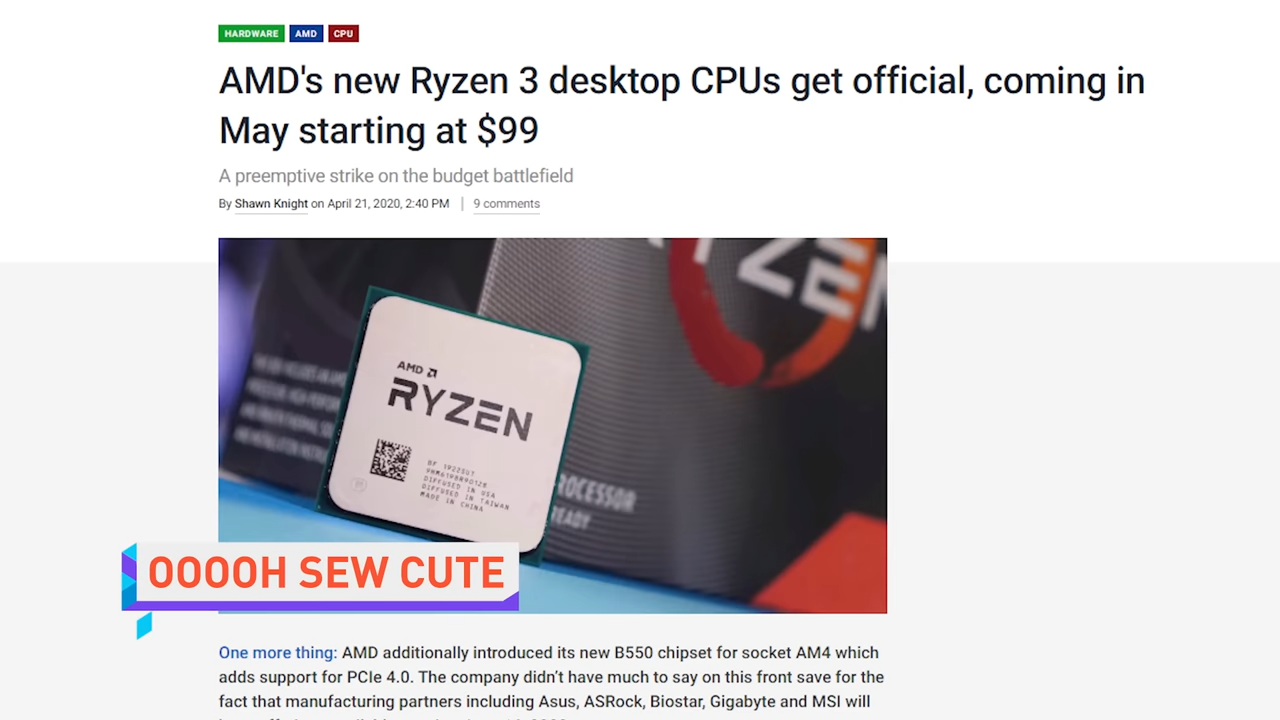 HARDWARE AMD CPU
AMD's new Ryzen 3 desktop CPUs get official, coming in
May starting at $99
A preemptive strike on the budget battlefield
By Shawn Knight on April 21, 2020, 2:40 PM | 9 comments
RYZEN
AMD
RYZEN
DIFFUSED IN USA
DIFFUSED IN TAIWAN
MADE IN CHINA
OOOOH SEW CUTE
One more thing: AMD additionally introduced its new B550 chipset for socket AM4 which
adds support for PCIe 4.0. The company didn't have much to say on this front save for the
fact that manufacturing partners including Asus, ASRock, Biostar, Gigabyte and MSI will